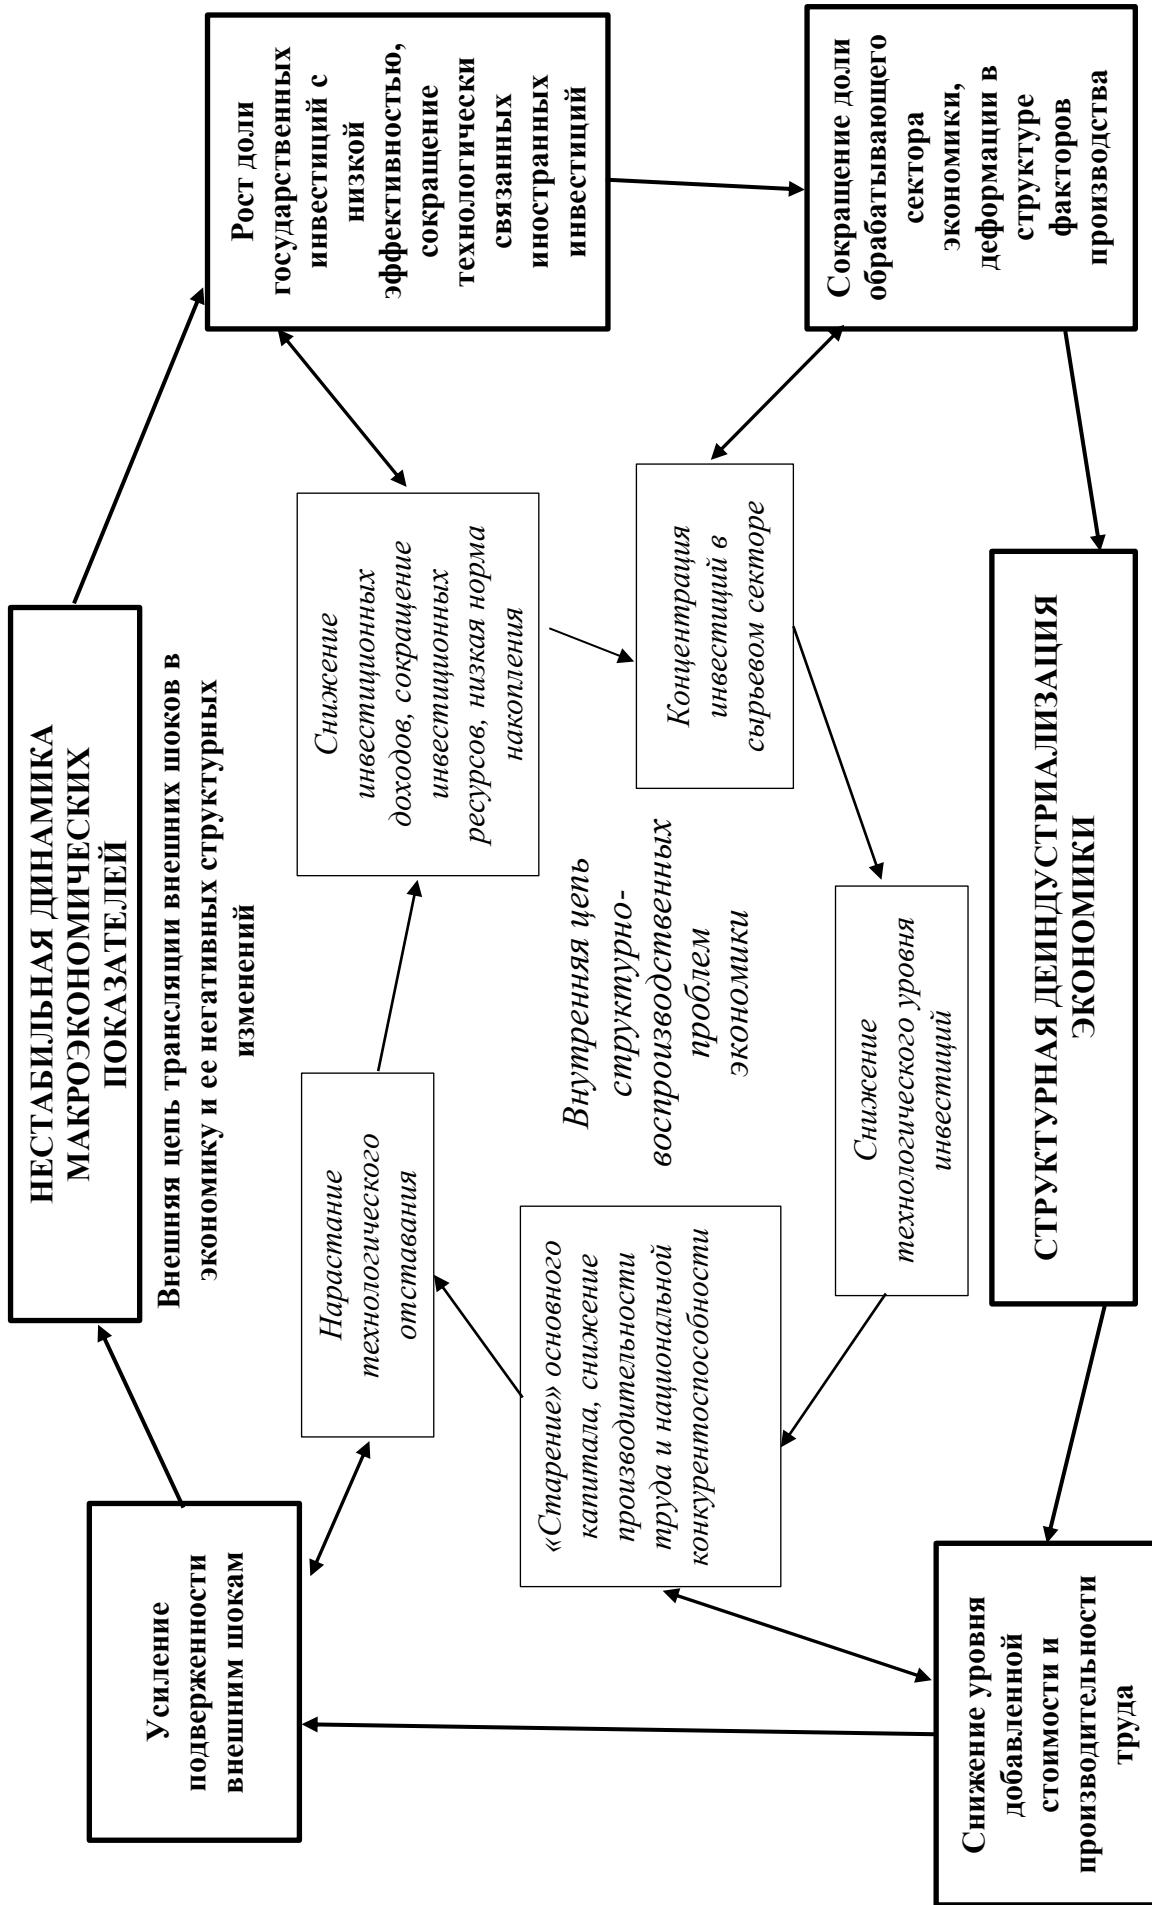 НЕСТАБИЛЬНАЯ ДИНАМИКА
МАКРОЭКОНОМИЧЕСКИХ
ПОКАЗАТЕЛЕЙ
Внешняя цепь трансляции внешних шоков в
экономику и ее негативных структурных
изменений
Усиление
подверженности
внешним шокам
Рост доли
государственных
инвестиций с
низкой
эффективностью,
сокращение
технологически
связанных
иностранных
инвестиций
Нарастание
технологического
отставания
Снижение
инвестиционных
доходов, сокращение
инвестиционных
ресурсов, низкая норма
накопления
«Старение» основного
капитала, снижение
производительности
труда и национальной
конкурентоспособности
Внутренняя цепь
структурно-
воспроизводственных
проблем
экономики
Концентрация
инвестиций в
сырьевом секторе
Снижение
технологического уровня
инвестиций
Снижение уровня
добавленной
стоимости и
производительности
труда
Сокращение доли
обрабатывающего
сектора
экономики,
деформации в
структуре
факторов
производства
СТРУКТУРНАЯ ДЕИНДУСТРИАЛИЗАЦИЯ
ЭКОНОМИКИ